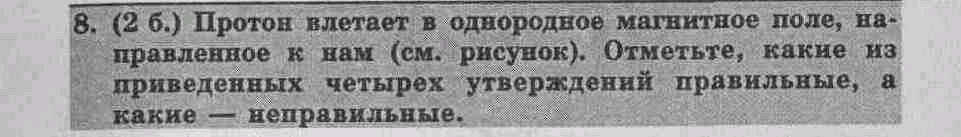 8. (2 б.) Протон влетает в однородное магнитное поле, на-
правленное к нам (см. рисунок). Отметьте, какие из
приведенных четырех утверждений правильные, а
какие — неправильные.